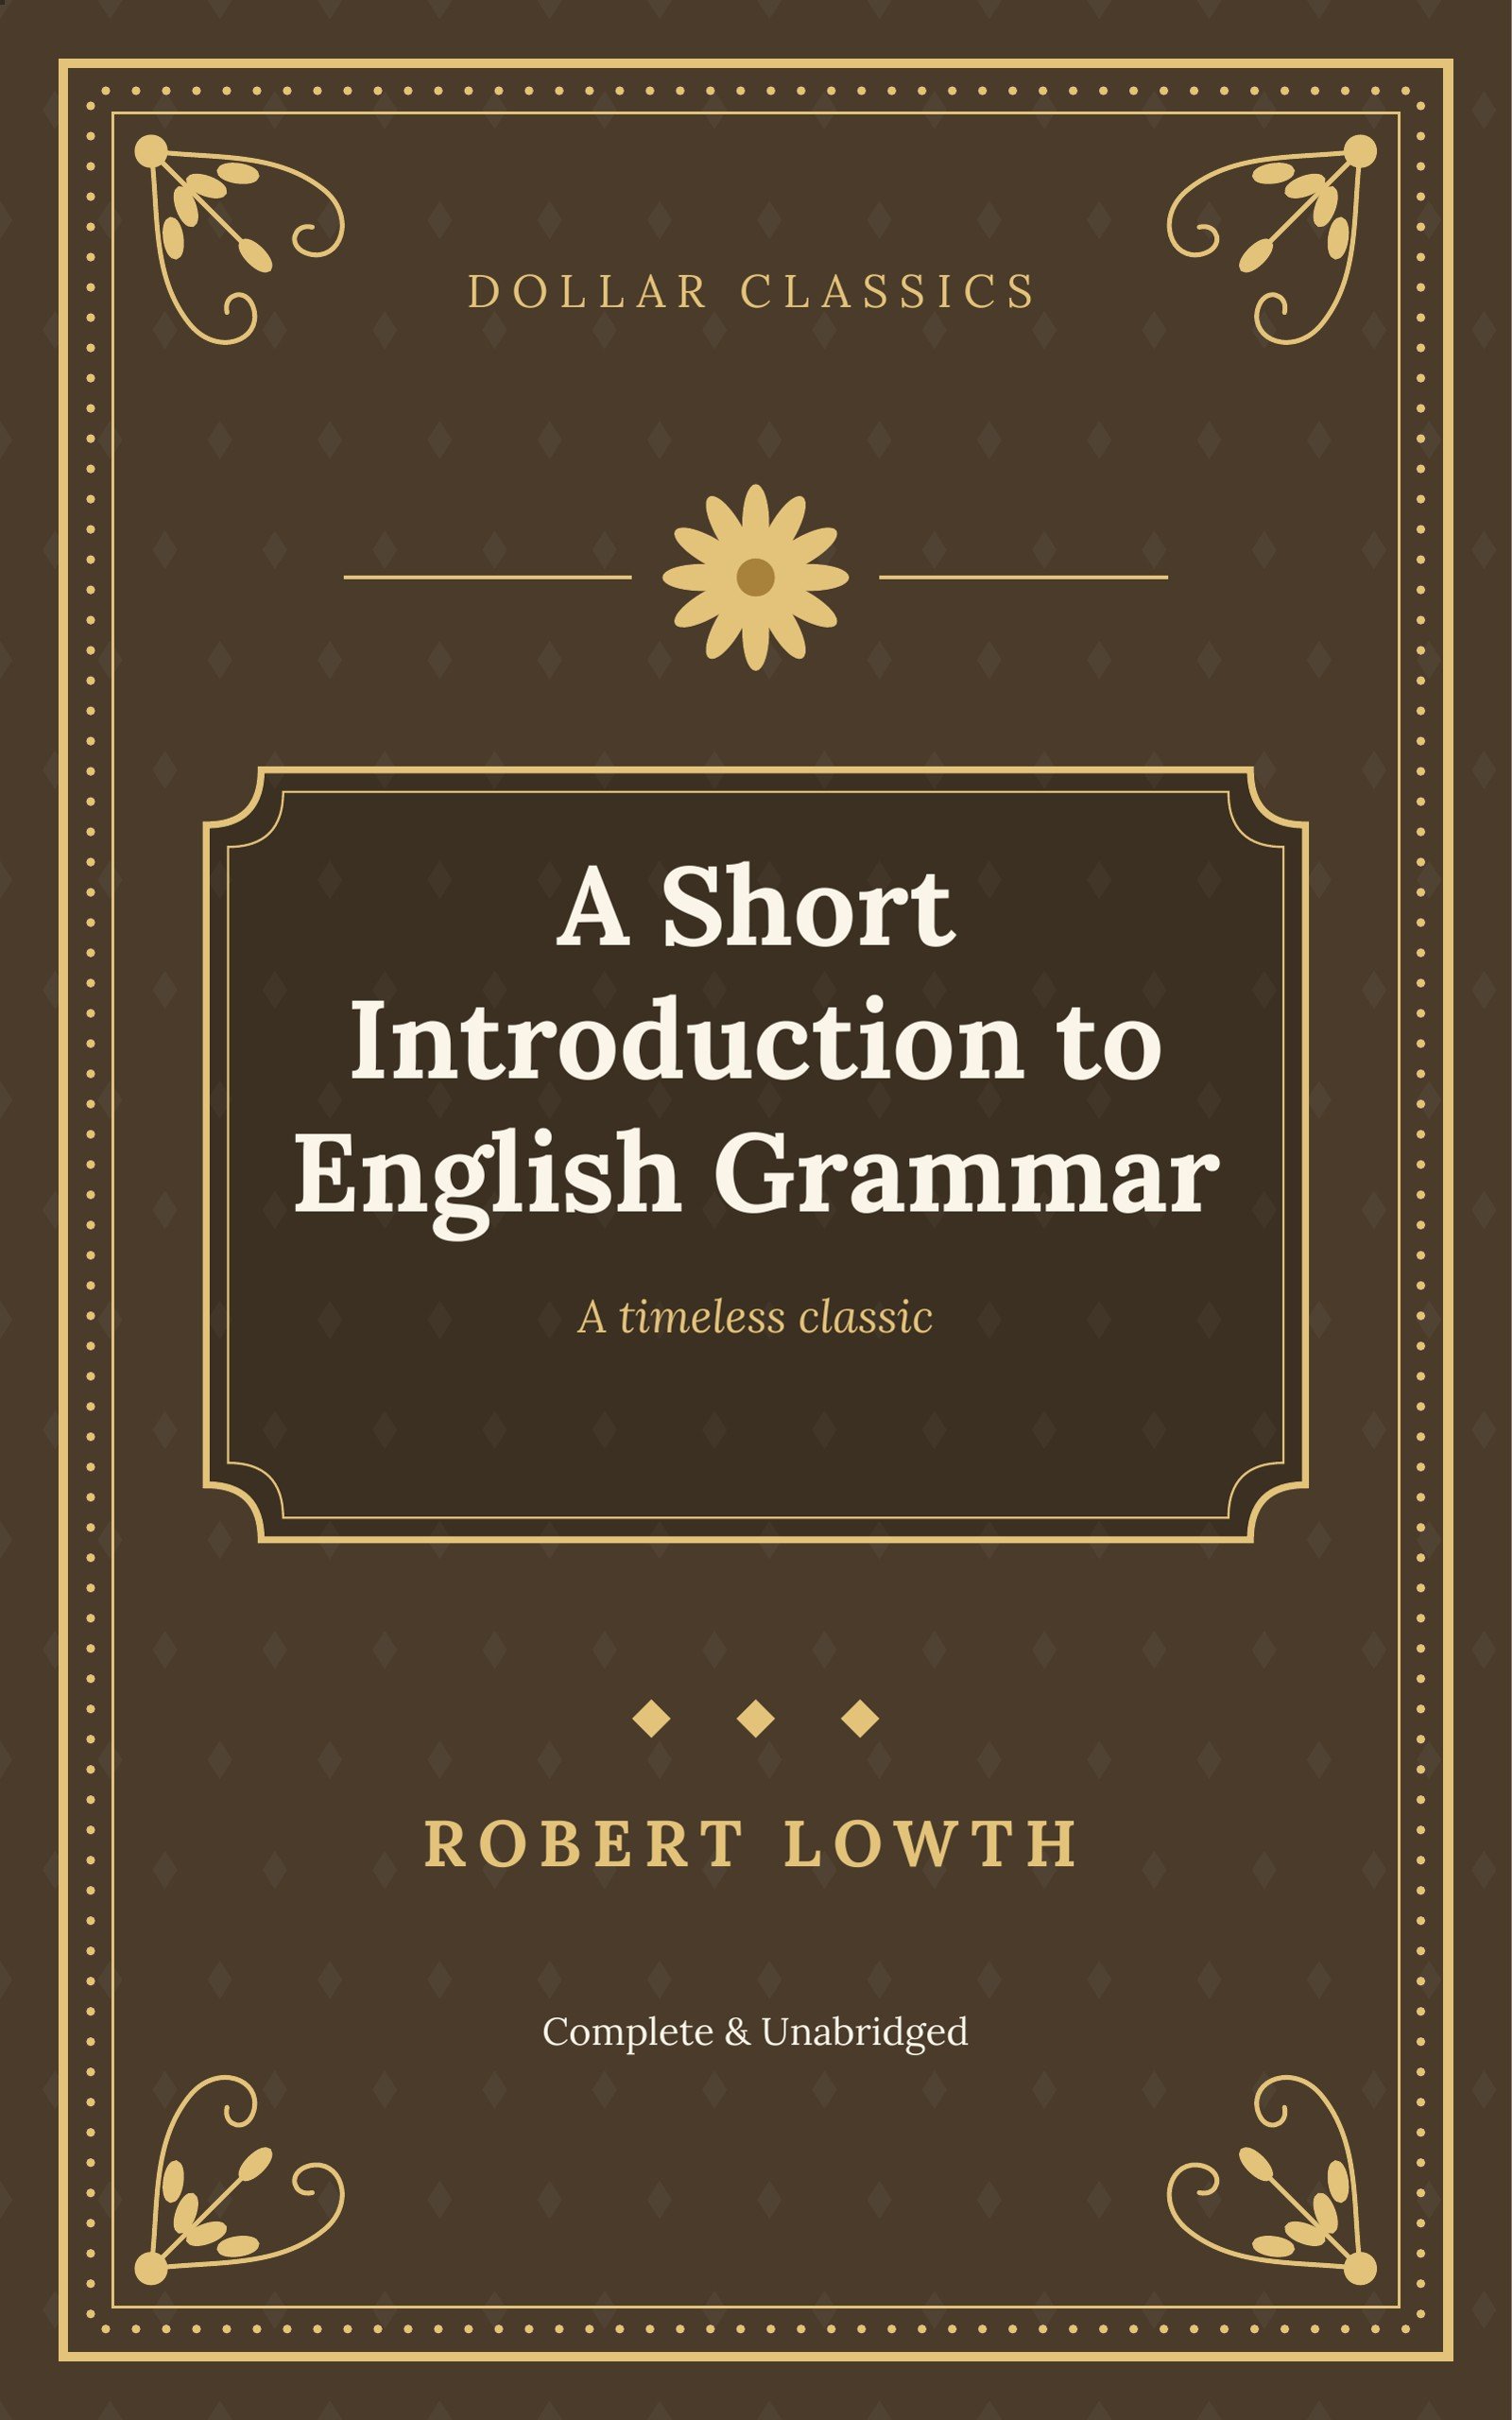 DOLLAR CLASSICS
A Short
Introduction to
English Grammar
A timeless classic
ROBERT LOWTH
Complete & Unabridged